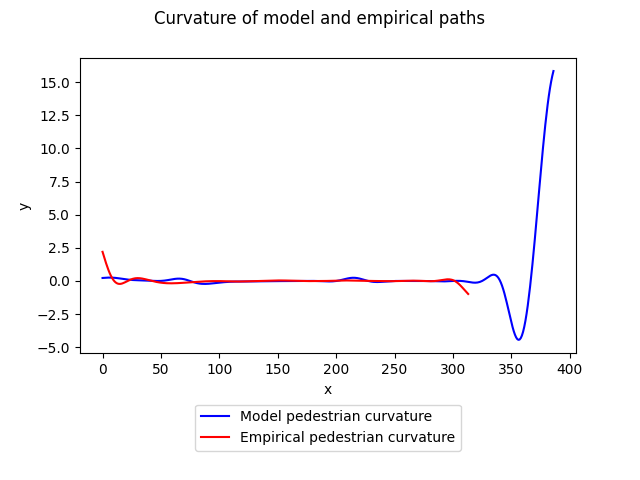 Curvature of model and empirical paths
15.0
12.5
10.0
7.5
5.0
2.5
0.0
−2.5
−5.0
y
0 50 100 150 200 250 300 350 400
x
Model pedestrian curvature
Empirical pedestrian curvature